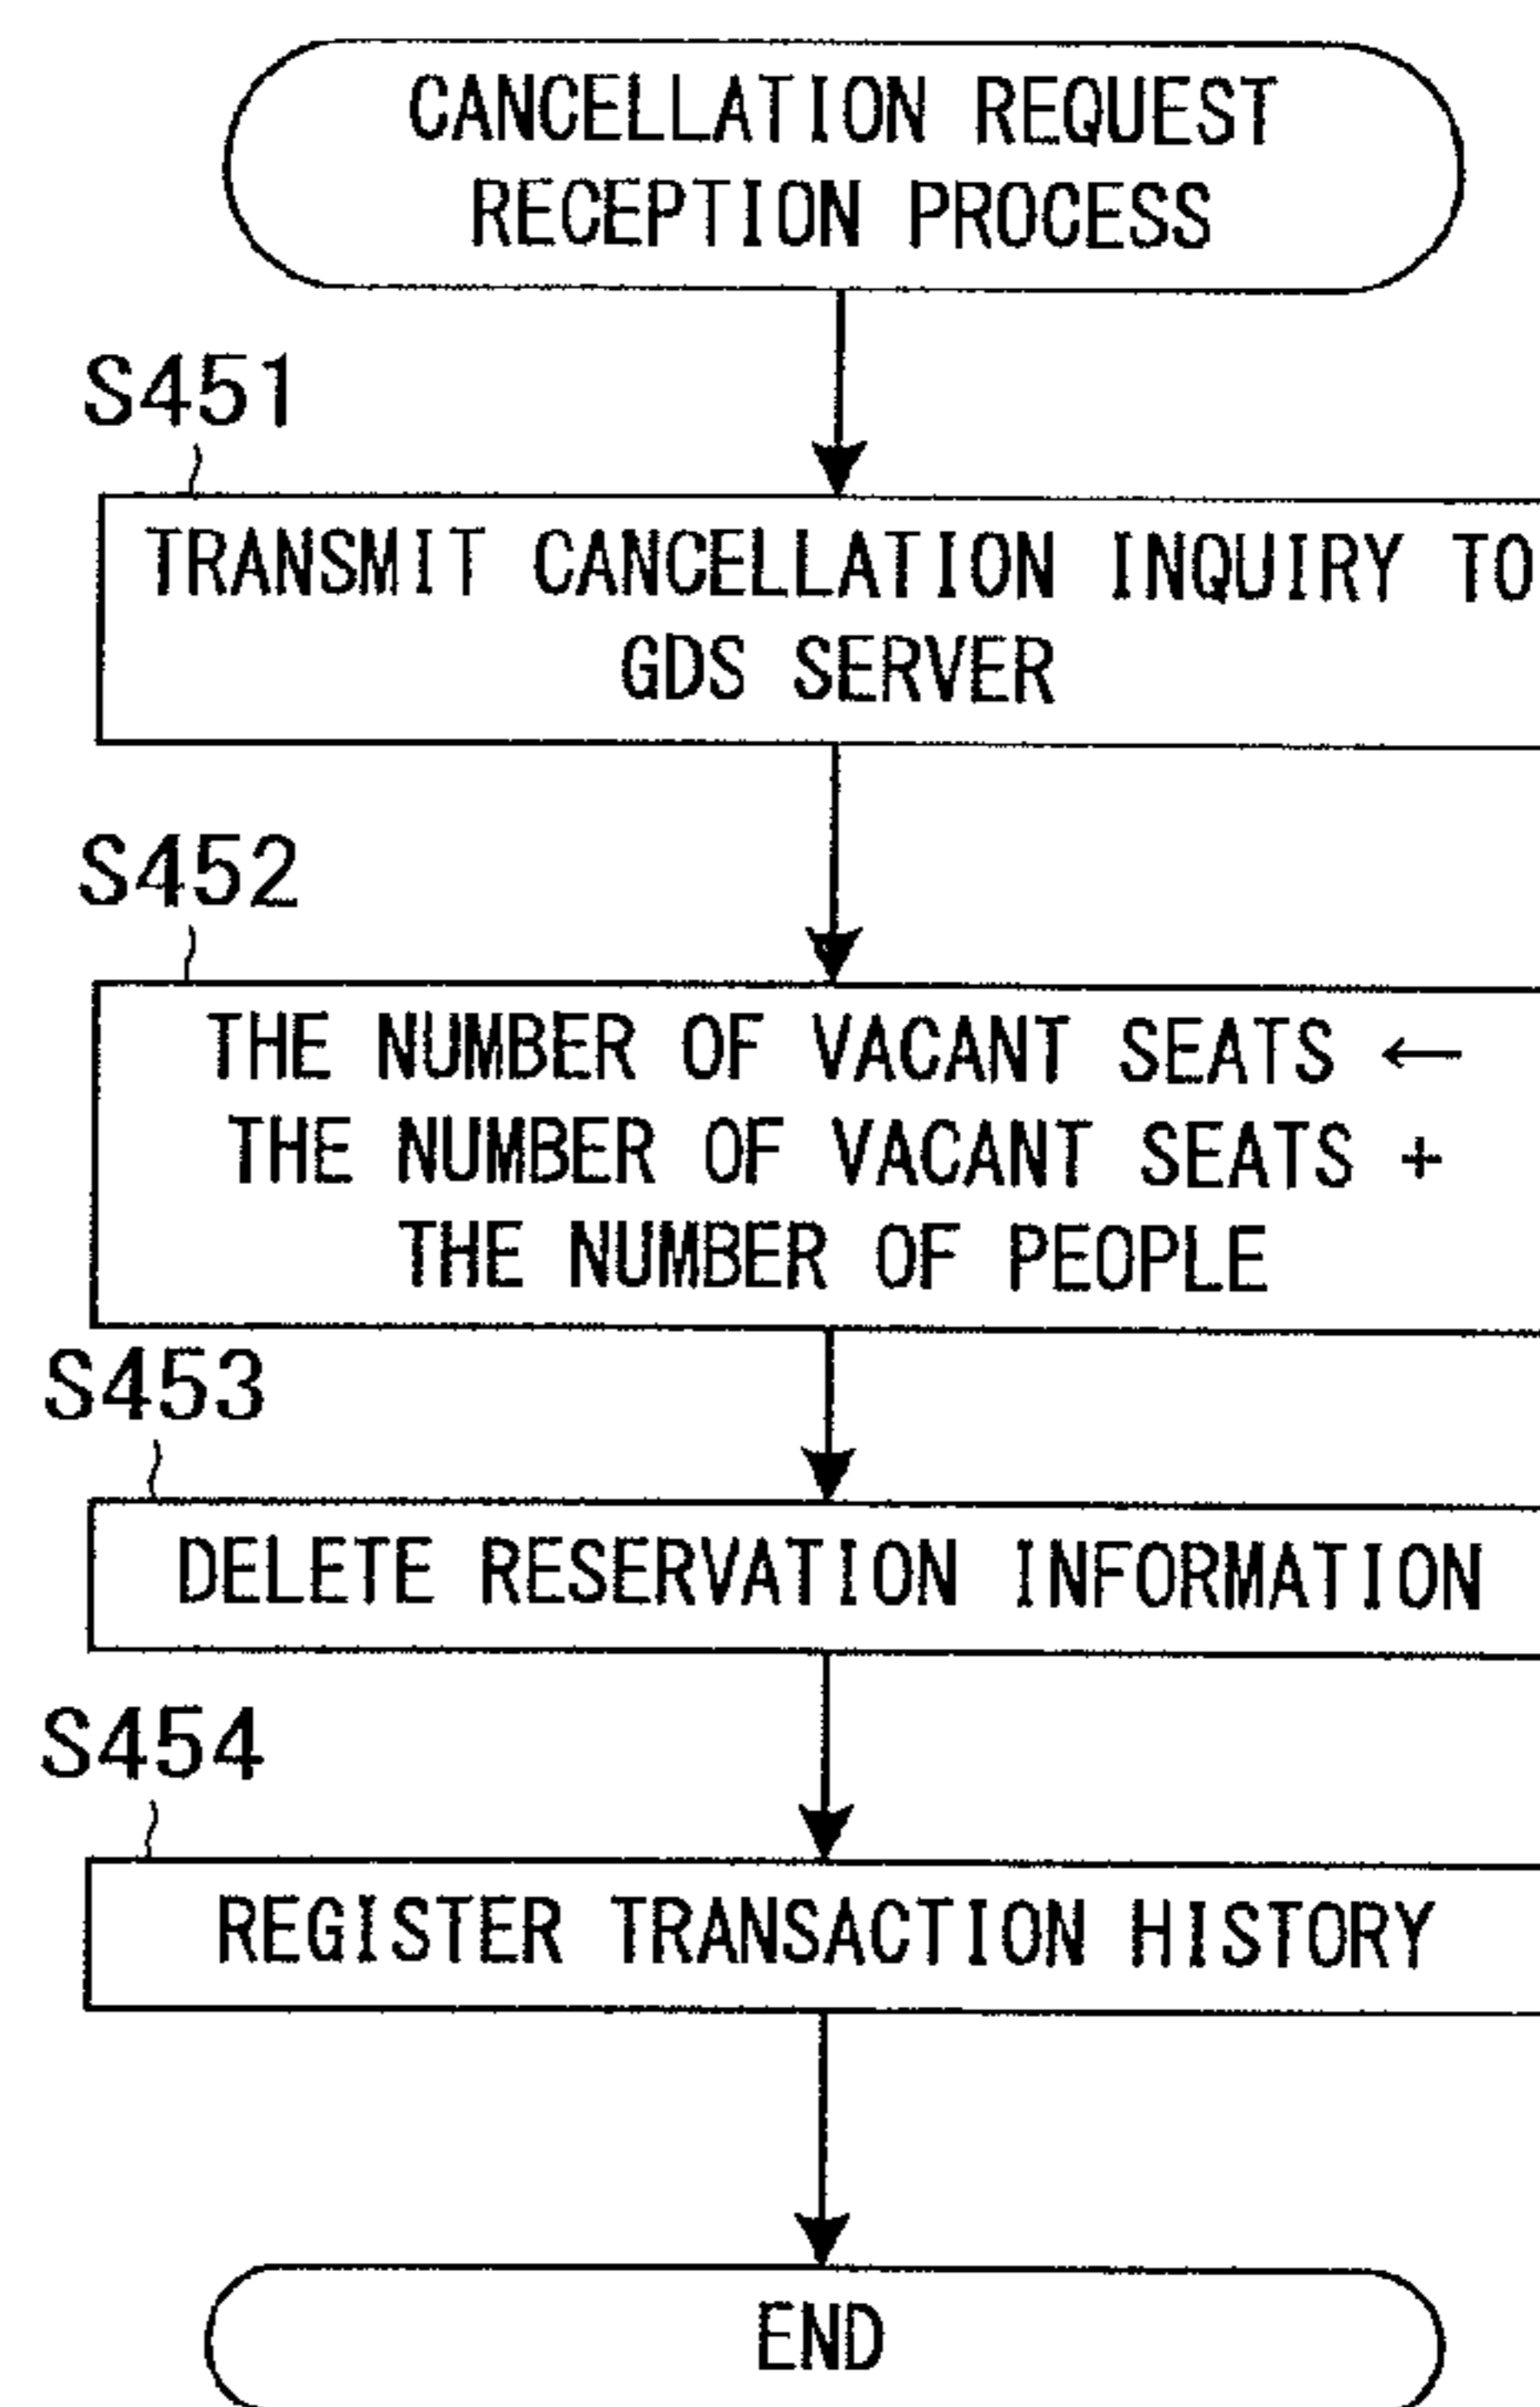 CANCELLATION REQUEST
RECEPTION PROCESS
S451
TRANSMIT CANCELLATION INQUIRY TO
GDS SERVER
S452
THE NUMBER OF VACANT SEATS ←
THE NUMBER OF VACANT SEATS +
THE NUMBER OF PEOPLE
S453
DELETE RESERVATION INFORMATION
S454
REGISTER TRANSACTION HISTORY
END